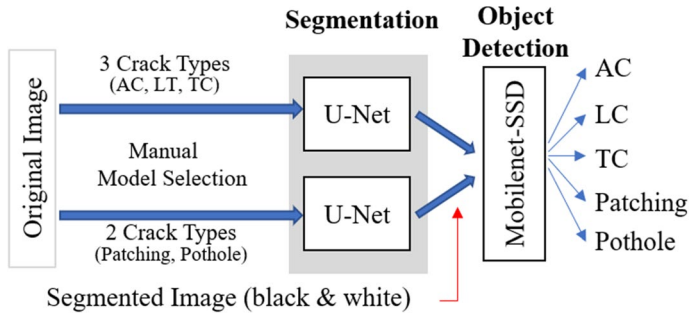 Segmentation
Object
Detection
Original Image
3 Crack Types
(AC, LT, TC)
U-Net
Manual
Model Selection
U-Net
2 Crack Types
(Patching, Pothole)
Mobilenet-SSD
AC
LC
TC
Patching
Pothole
Segmented Image (black & white)